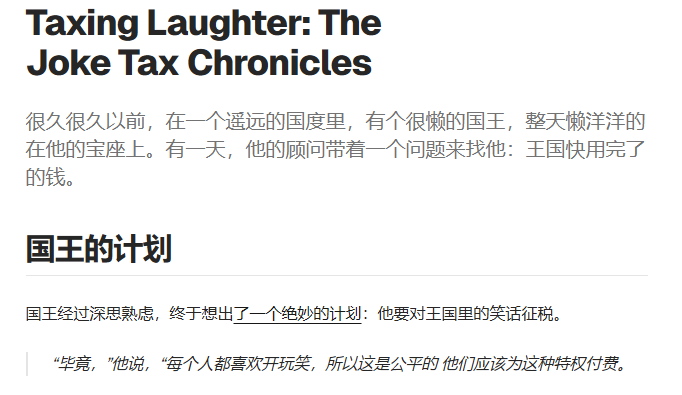 Taxing Laughter: The
Joke Tax Chronicles
很久很久以前，在一个遥远的国度里，有个很懒的国王，整天懒洋洋的
在他的宝座上。有一天，他的顾问带着一个问题来找他：王国快用完了
的钱。
国王的计划
国王经过深思熟虑，终于想出了一个绝妙的计划：他要对王国里的笑话征税。
“毕竟，”他说，“每个人都喜欢开玩笑，所以这是公平的 他们应该为这种特权付费。